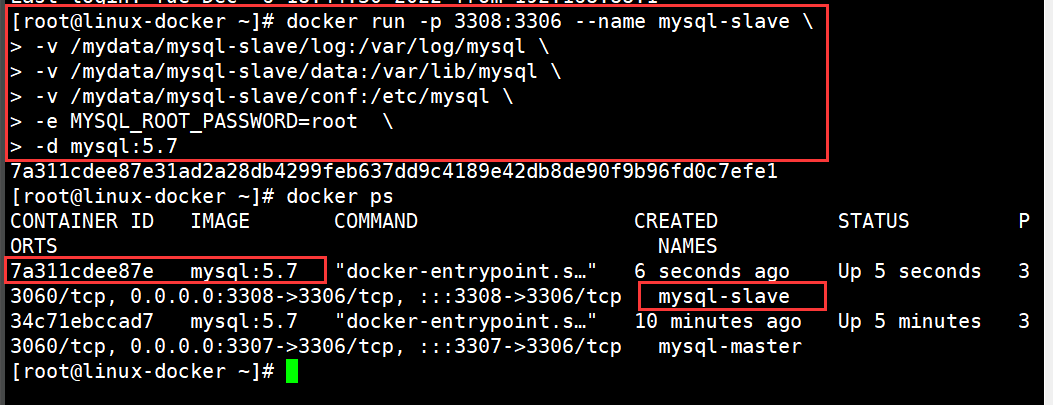 [root@linux-docker ~]# docker run -p 3308:3306 --name mysql-slave \
> -v /mydata/mysql-slave/log:/var/log/mysql \
> -v /mydata/mysql-slave/data:/var/lib/mysql \
> -v /mydata/mysql-slave/conf:/etc/mysql \
> -e MYSQL_ROOT_PASSWORD=root  \
> -d mysql:5.7
7a311cdee87e31ad2a28db4299feb637dd9c4189e42db8de90f9b96fd0c7efe1
[root@linux-docker ~]# docker ps
CONTAINER ID   IMAGE       COMMAND                  CREATED          STATUS         P
ORTS                                                  NAMES
7a311cdee87e   mysql:5.7   "docker-entrypoint.s…"   6 seconds ago    Up 5 seconds   3
3060/tcp, 0.0.0.0:3308->3306/tcp, :::3308->3306/tcp   mysql-slave
34c71ebccad7   mysql:5.7   "docker-entrypoint.s…"   10 minutes ago   Up 5 minutes   3
3060/tcp, 0.0.0.0:3307->3306/tcp, :::3307->3306/tcp   mysql-master
[root@linux-docker ~]#